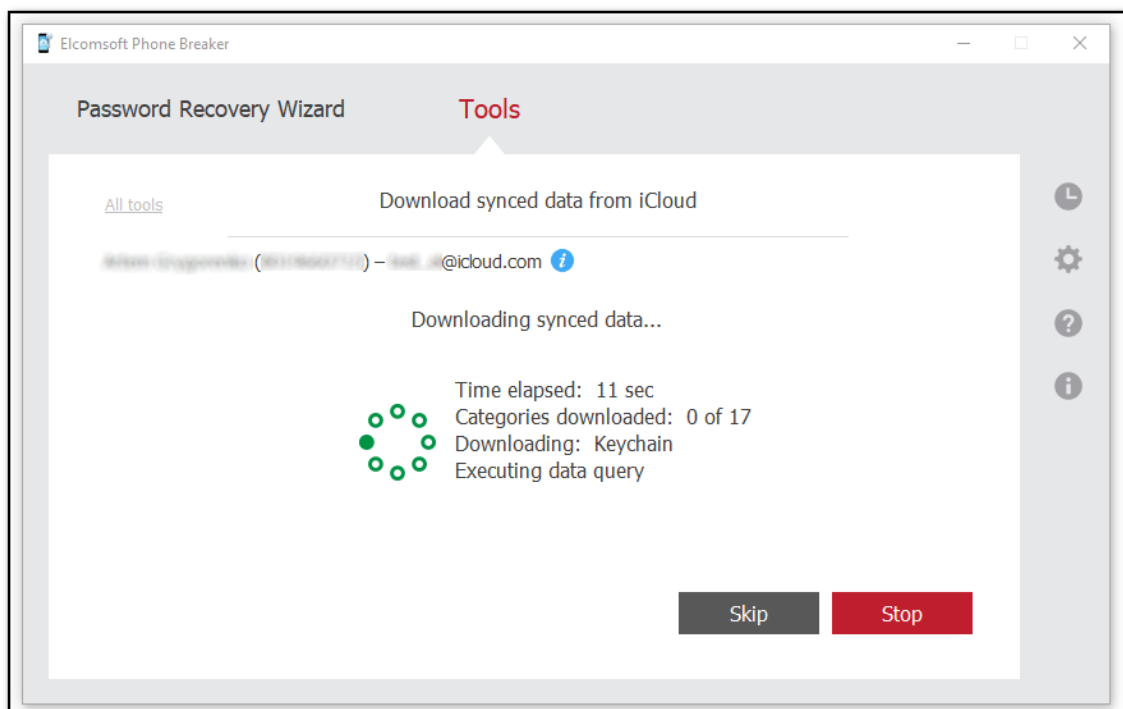 Elcomsoft Phone Breaker
Password Recovery Wizard Tools
All tools
Download synced data from iCloud
( ) – @icloud.com
Downloading synced data...
Time elapsed: 11 sec
Categories downloaded: 0 of 17
Downloading: Keychain
Executing data query
Skip Stop